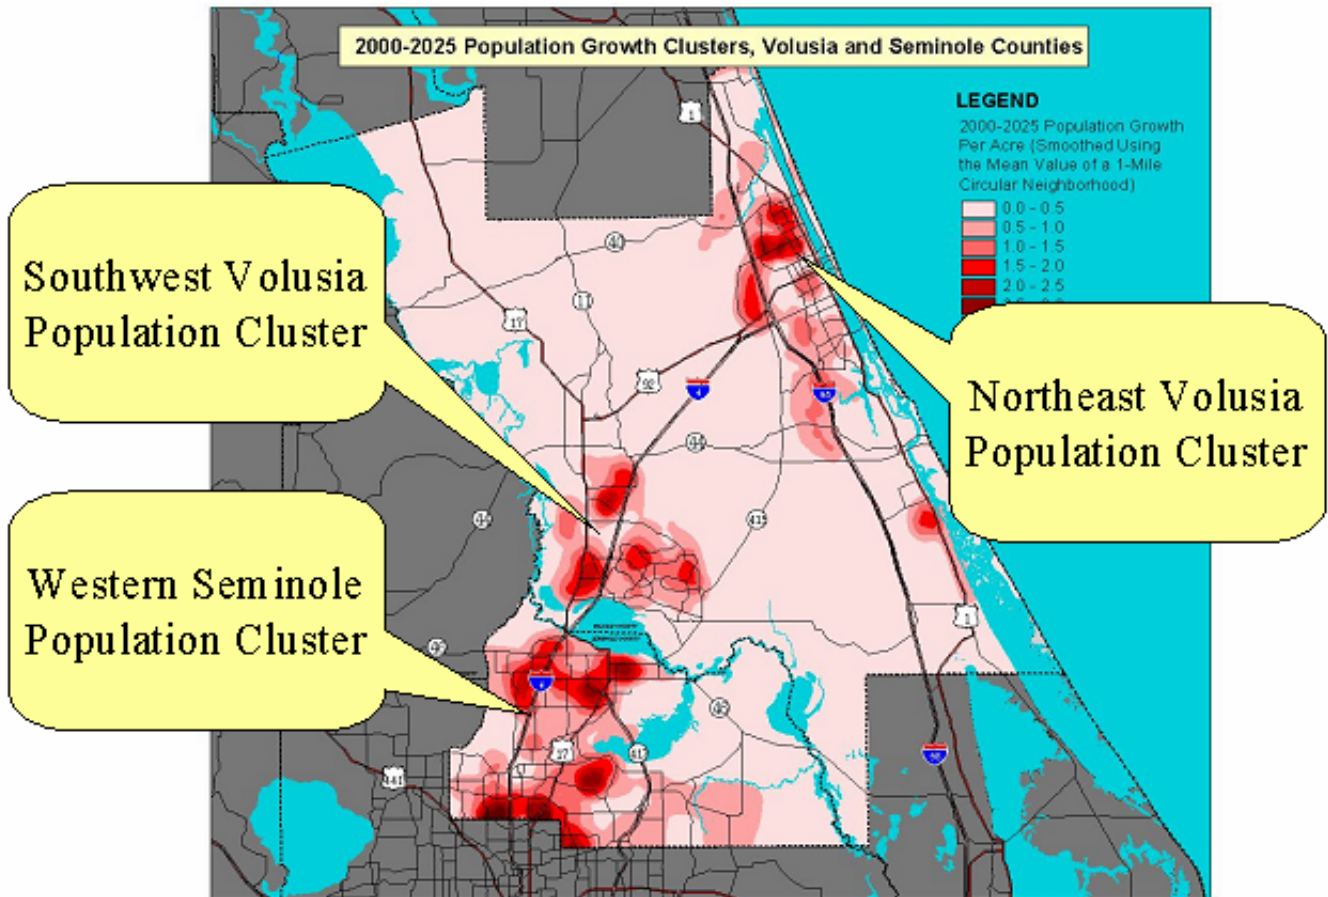 2000-2025 Population Growth Clusters, Volusia and Seminole Counties
LEGEND
2000-2025 Population Growth
Per Acre (Smoothed Using
the Mean Value of a 1-Mile
Circular Neighborhood)
0.0 - 0.5
0.5 - 1.0
1.0 - 1.5
1.5 - 2.0
2.0 - 2.5
Southwest Volusia
Population Cluster
Northeast Volusia
Population Cluster
Western Seminole
Population Cluster
1
40
11
17
92
4
95
44
44
415
1
46
4
46
17
417
441
95